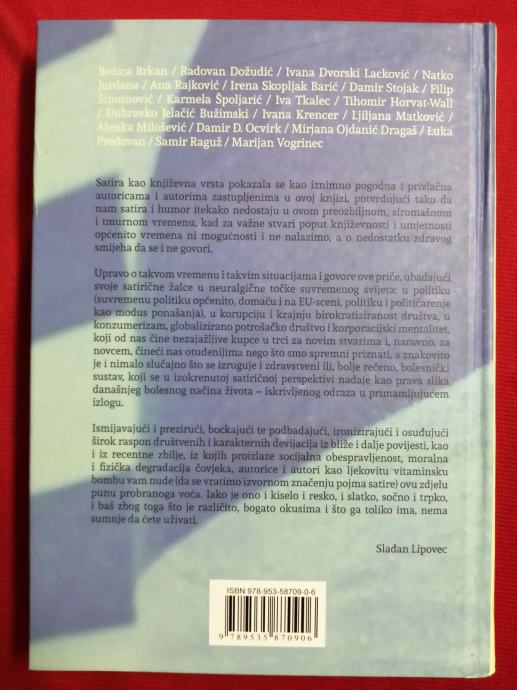 Božica Brkan / Radovan Dožudić / Ivana Dvorski Lacković / Natko
Jurdana / Ana Rajković / Irena Skopljak Barić / Damir Stojak / Filip
Šimunović / Karmela Špoljarić / Iva Tkalec / Tihomir Horvat-Wall
/ Dubravko Jelačić Bužimski / Ivana Krencer / Ljiljana Matković /
Alenka Milošević / Damir D. Ocvirk / Mirjana Ojdanić Dragaš / Luka
Predovan / Samir Raguž / Marijan Vogrinec
Satira kao književna vrsta pokazala se kao iznimno pogodna i privlačna
autoricama i autorima zastupljenima u ovoj knjizi, potvrđujući tako da
nam satira i humor itekako nedostaju u ovom preozbiljnom, siromašnom
i tmurnom vremenu, kad za važne stvari poput književnosti i umjetnosti
općenito vremena ni mogućnosti i ne nalazimo, a o nedostatku zdravog
smijeha da se i ne govori.
Upravo o takvom vremenu i takvim situacijama i govore ove priče, ubadajući
svoje satirične žalce u neuralgične točke suvremenog svijeta: u politiku
(suvremenu politiku općenito, domaću i na EU-sceni, politiku i političarenje
kao modus ponašanja), u korupciju i krajnju birokratiziranost društva, u
konzumerizam, globalizirano potrošačko društvo i korporacijski mentalitet,
koji od nas čine nezajažljive kupce u trci za novim stvarima i, naravno, za
novcem, čineći nas otuđenijima nego što smo spremni priznati, a znakovito
je i nimalo slučajno što se izruguje i zdravstveni ili, bolje rečeno, bolesnički
sustav, koji se u izokrenutoj satiričnoj perspektivi nadaje kao prava slika
današnjeg bolesnog načina života – iskrivljenog odraza u primamljujućem
izlogu.
Ismijavajući i prezirući, bockajući te podbadajući, ironizirajući i osuđujući
širok raspon društvenih i karakternih devijacija iz bliže i dalje povijesti, kao
i iz recentne zbilje, iz kojih proizlaze socijalna obespravljenost, moralna
i fizička degradacija čovjeka, autorice i autori kao ljekovitu vitaminsku
bombu vam nude (da se vratimo izvornom značenju pojma satire) ovu zdjelu
punu probranoga voća. Iako je ono i kiselo i resko, i slatko, sočno i trpko,
i baš zbog toga što je različito, bogato okusima i što ga toliko ima, nema
sumnje da ćete uživati.
Slađan Lipovec
ISBN 978-953-58709-0-6
9 789535 870906